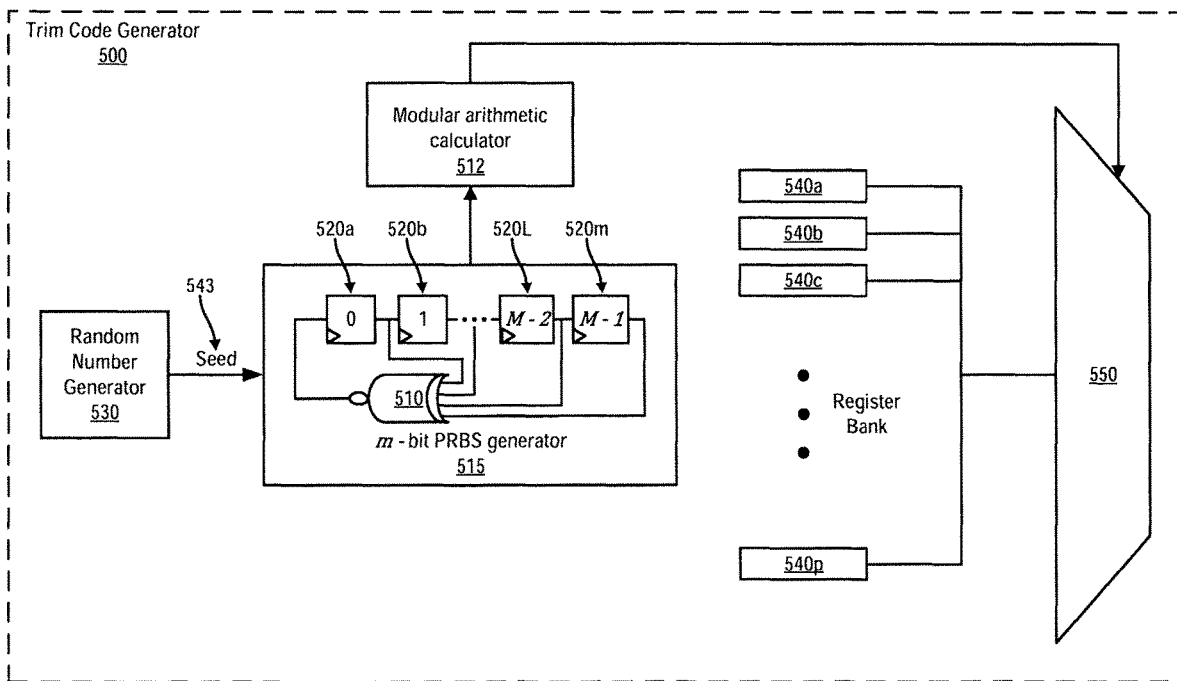 Trim Code Generator
500
Modular arithmetic
calculator
512
520a
520b
520L
520m
543
Seed
Random
Number
Generator
530
0
1
M - 2
M - 1
510
m - bit PRBS generator
515
540a
540b
540c
Register
Bank
540p
550